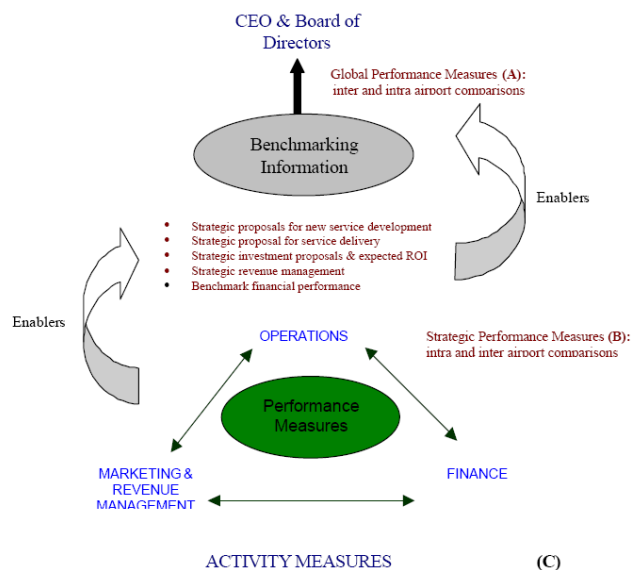 CEO & Board of
Directors
Global Performance Measures (A):
inter and intra airport comparisons
Benchmarking
Information
Enablers
• Strategic proposals for new service development
• Strategic proposal for service delivery
• Strategic investment proposals & expected ROI
• Strategic revenue management
• Benchmark financial performance
Enablers
OPERATIONS
Strategic Performance Measures (B):
intra and inter airport comparisons
Performance
Measures
MARKETING &
REVENUE
MANAGEMENT
FINANCE
ACTIVITY MEASURES (C)